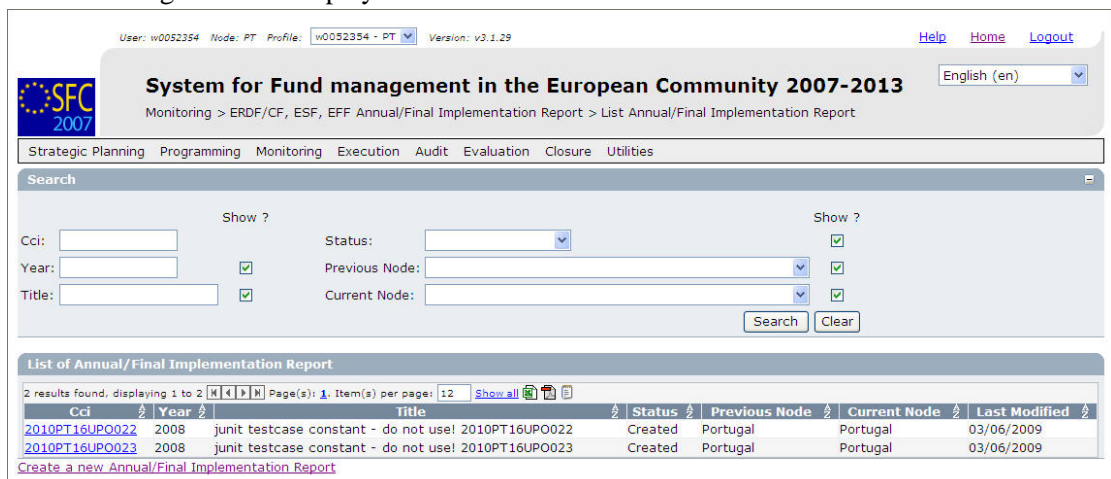 User: w0052354 Node: PT Profile: w0052354 - PT Version: v3.1.29 Help Home Logout
SFC
2007
System for Fund management in the European Community 2007-2013
English (en)
Monitoring > ERDF/CF, ESF, EFF Annual/Final Implementation Report > List Annual/Final Implementation Report
Strategic Planning Programming Monitoring Execution Audit Evaluation Closure Utilities
Search
Show ? Show ?
Cci: Status:
Year: Previous Node:
Title: Current Node:
Search Clear
List of Annual/Final Implementation Report
2 results found, displaying 1 to 2 Page(s): 1. Item(s) per page: 12 Show all
Cci Year Title Status Previous Node Current Node Last Modified
2010PT16UPO022 2008 junit testcase constant - do not use! 2010PT16UPO022 Created Portugal Portugal 03/06/2009
2010PT16UPO023 2008 junit testcase constant - do not use! 2010PT16UPO023 Created Portugal Portugal 03/06/2009
Create a new Annual/Final Implementation Report